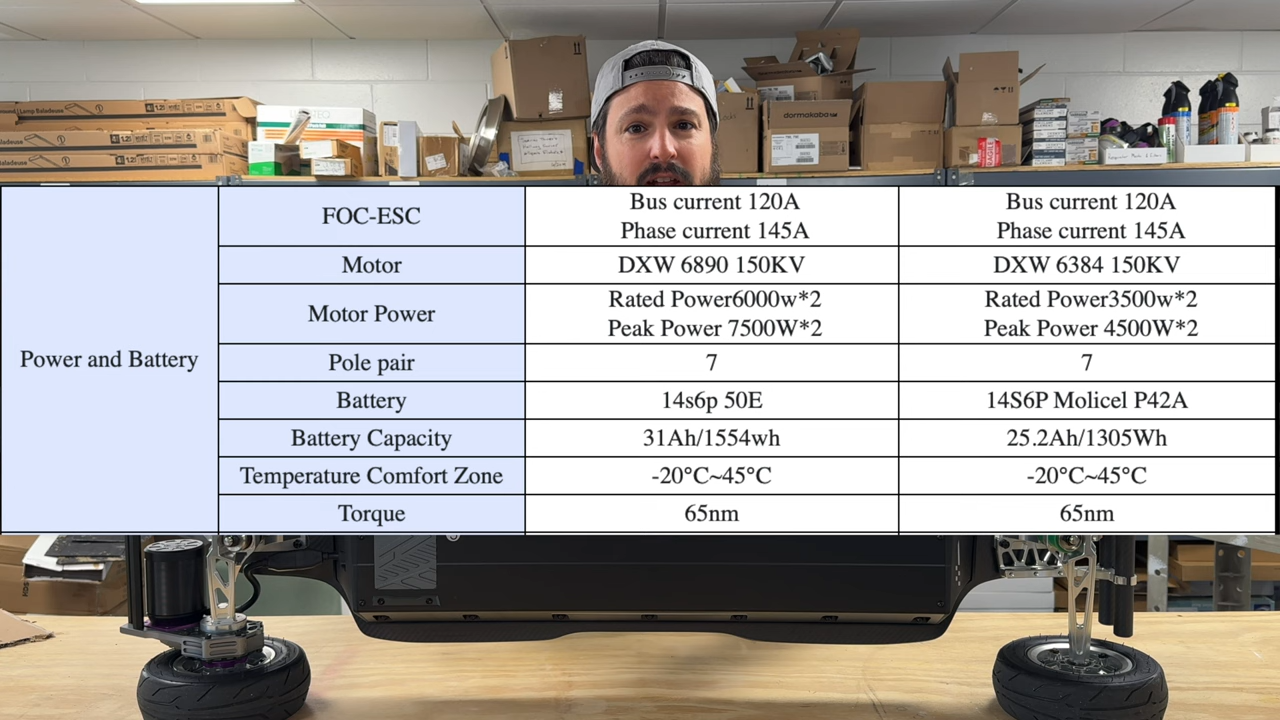 dormakaba
Power and Battery
FOC-ESC
Bus current 120A
Phase current 145A
Bus current 120A
Phase current 145A
Motor
DXW 6890 150KV
DXW 6384 150KV
Motor Power
Rated Power6000w*2
Peak Power 7500W*2
Rated Power3500w*2
Peak Power 4500W*2
Pole pair
7
7
Battery
14s6p 50E
14S6P Molicel P42A
Battery Capacity
31Ah/1554wh
25.2Ah/1305Wh
Temperature Comfort Zone
-20°C~45°C
-20°C~45°C
Torque
65nm
65nm